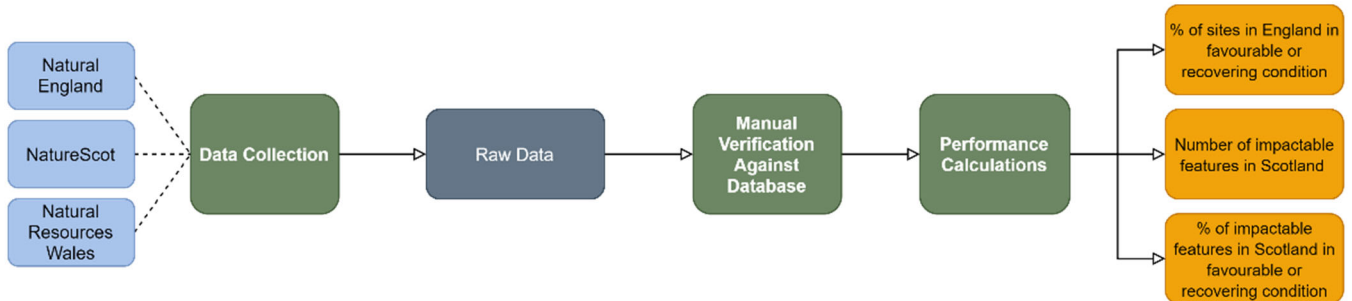 Natural
England
NatureScot
Natural
Resources
Wales
Data Collection
Raw Data
Manual
Verification
Against
Database
Performance
Calculations
% of sites in England in
favourable or
recovering condition
Number of impactable
features in Scotland
% of impactable
features in Scotland in
favourable or
recovering condition